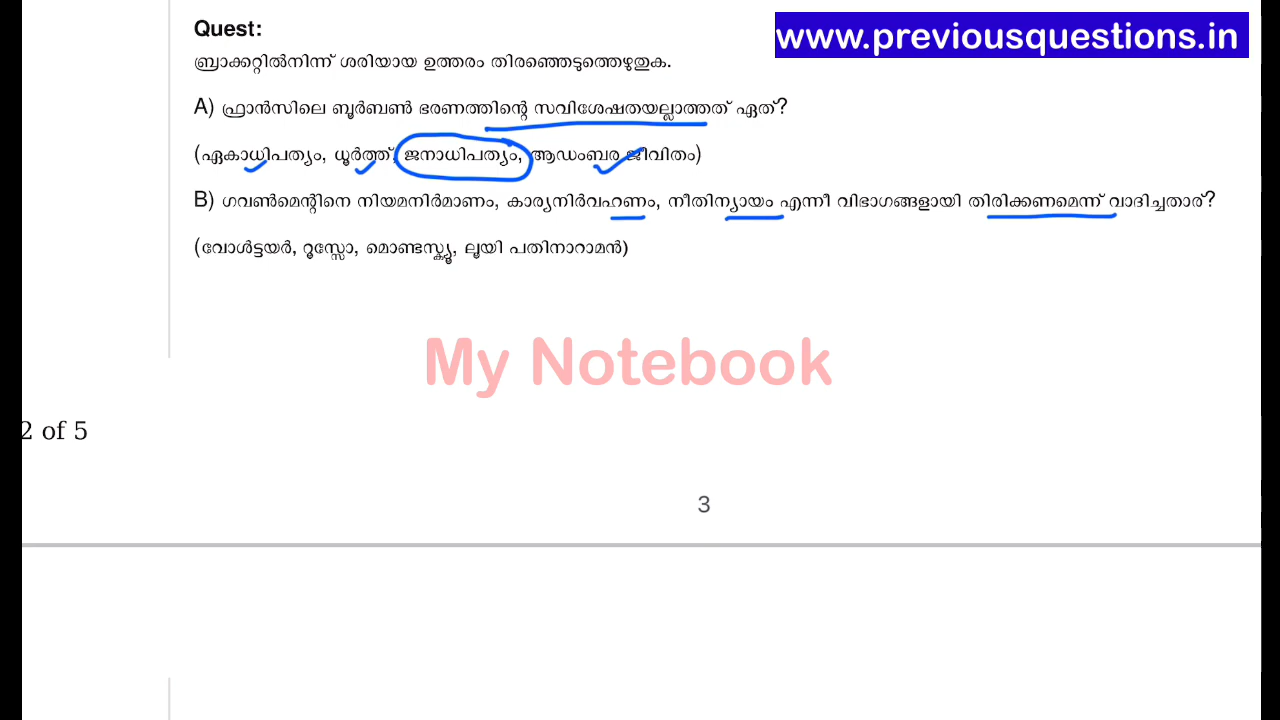 Quest:
www.previousquestions.in
ബ്രാക്കറ്റിൽനിന്ന് ശരിയായ ഉത്തരം തിരഞ്ഞെടുത്തെഴുതുക.
A) ഫ്രാൻസിലെ ബൂർബൺ ഭരണത്തിന്റെ സവിശേഷതയല്ലാത്തത് ഏത്?
(ഏകാധിപത്യം, ധൂർത്ത്, ജനാധിപത്യം, ആഡംബര ജീവിതം)
B) ഗവൺമെന്റിനെ നിയമനിർമാണം, കാര്യനിർവഹണം, നീതിന്യായം എന്നീ വിഭാഗങ്ങളായി തിരിക്കണമെന്ന് വാദിച്ചതാര്?
(വോൾട്ടയർ, റൂസ്സോ, മൊണ്ടസ്ക്യൂ, ലൂയി പതിനാറാമൻ)
My Notebook
2 of 5
3